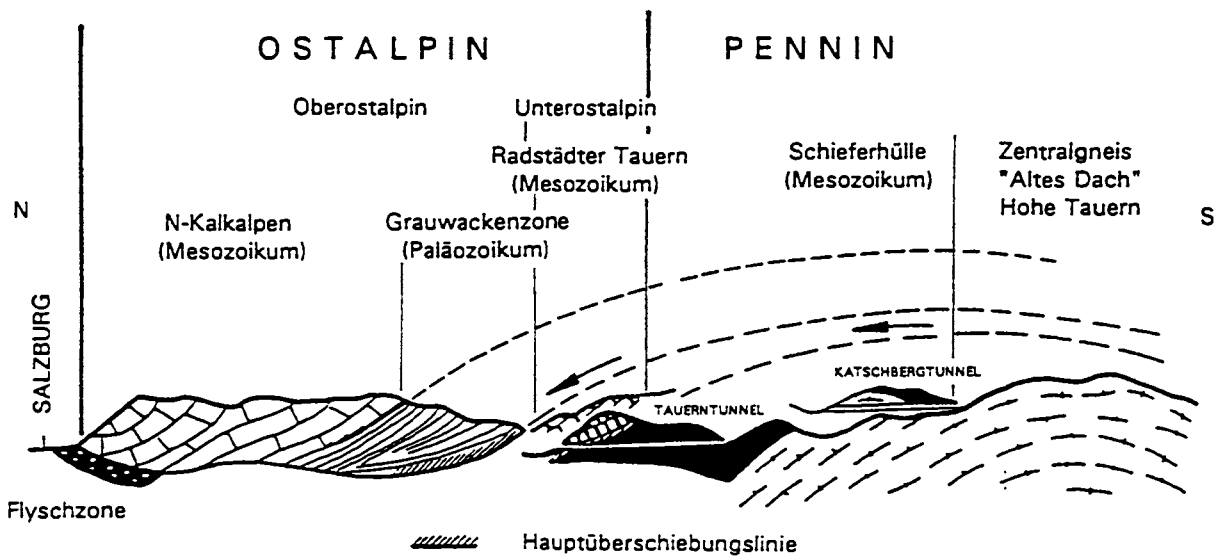 OSTALPIN
PENNIN
Oberostalpin
Unterostalpin
Radstädter Tauern
(Mesozoikum)
Schieferhülle
(Mesozoikum)
Zentralgneis
"Altes Dach"
Hohe Tauern
N
S
N-Kalkalpen
(Mesozoikum)
Grauwackenzone
(Paläozoikum)
SALZBURG
KATSCHBERGTUNNEL
TAUERNTUNNEL
Flyschzone
Hauptüberschiebungslinie